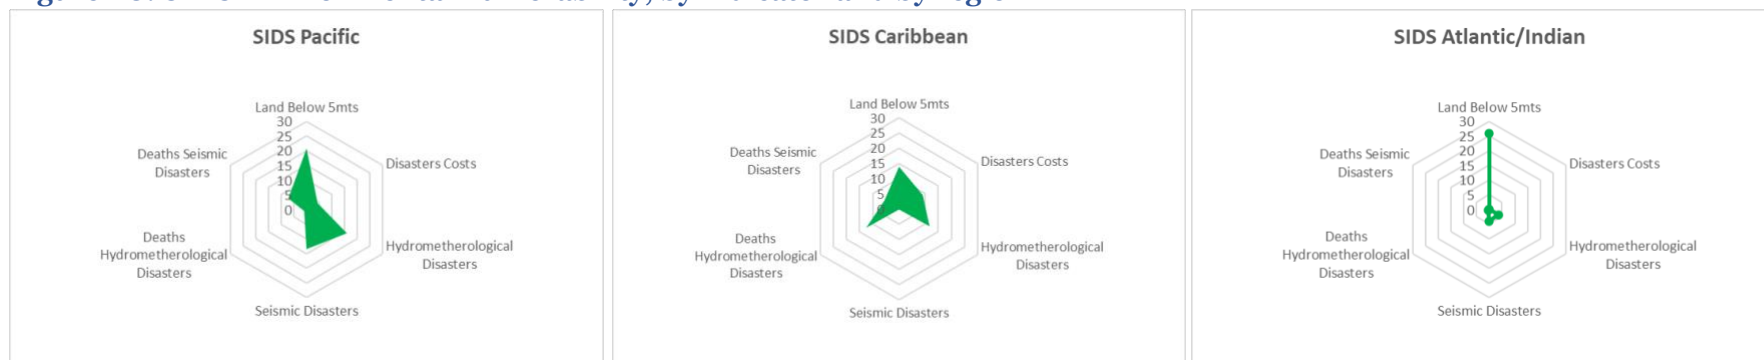 SIDS Pacific
Land Below 5mts
30
25
20
15
10
5
0
Deaths Seismic
Disasters
Disasters Costs
Deaths
Hydrometherological
Disasters
Hydrometherological
Disasters
Seismic Disasters
SIDS Caribbean
Land Below 5mts
30
25
20
15
10
5
Deaths Seismic
Disasters
Disasters Costs
Deaths
Hydrometherological
Disasters
Hydrometherological
Disasters
Seismic Disasters
SIDS Atlantic/Indian
Land Below 5mts
30
25
20
15
10
5
0
Deaths Seismic
Disasters
Disasters Costs
Deaths
Hydrometherological
Disasters
Hydrometherological
Disasters
Seismic Disasters